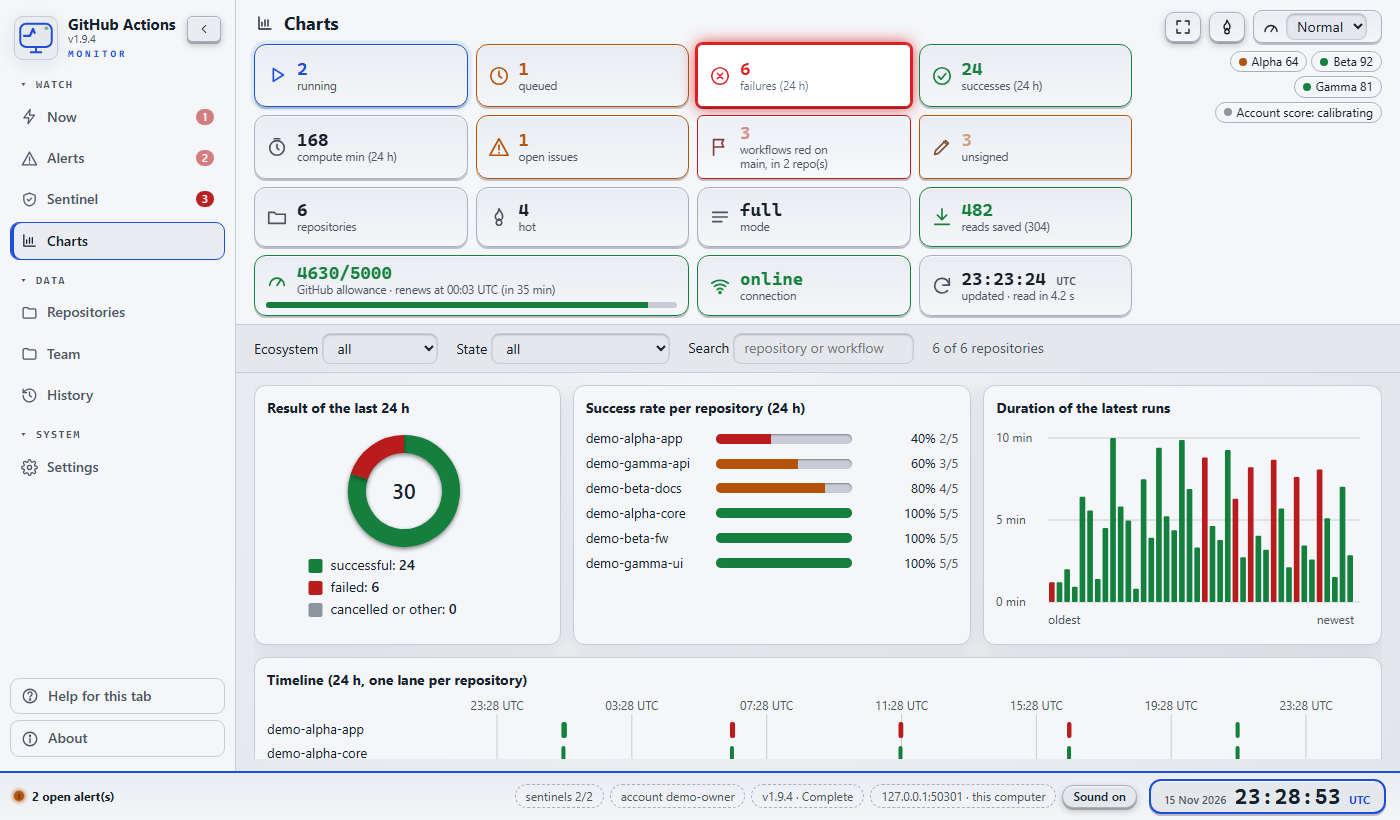 GitHub Actions
v1.9.4
MONITOR
WATCH
Now 1
Alerts 2
Sentinel 3
Charts
DATA
Repositories
Team
History
SYSTEM
Settings
Help for this tab
About
Charts
Normal
Alpha 64
Beta 92
Gamma 81
Account score: calibrating
2
running
1
queued
6
failures (24 h)
24
successes (24 h)
168
compute min (24 h)
1
open issues
3
workflows red on
main, in 2 repo(s)
3
unsigned
6
repositories
4
hot
full
mode
482
reads saved (304)
4630/5000
GitHub allowance · renews at 00:03 UTC (in 35 min)
online
connection
23:23:24 UTC
updated · read in 4.2 s
Ecosystem all State all Search repository or workflow 6 of 6 repositories
Result of the last 24 h
30
successful: 24
failed: 6
cancelled or other: 0
Success rate per repository (24 h)
demo-alpha-app 40% 2/5
demo-gamma-api 60% 3/5
demo-beta-docs 80% 4/5
demo-alpha-core 100% 5/5
demo-beta-fw 100% 5/5
demo-gamma-ui 100% 5/5
Duration of the latest runs
10 min
5 min
0 min
oldest newest
Timeline (24 h, one lane per repository)
23:28 UTC 03:28 UTC 07:28 UTC 11:28 UTC 15:28 UTC 19:28 UTC 23:28 UTC
demo-alpha-app
demo-alpha-core
2 open alert(s)
sentinels 2/2
account demo-owner
v1.9.4 · Complete
127.0.0.1:50301 · this computer
Sound on
15 Nov 2026 23:28:53 UTC